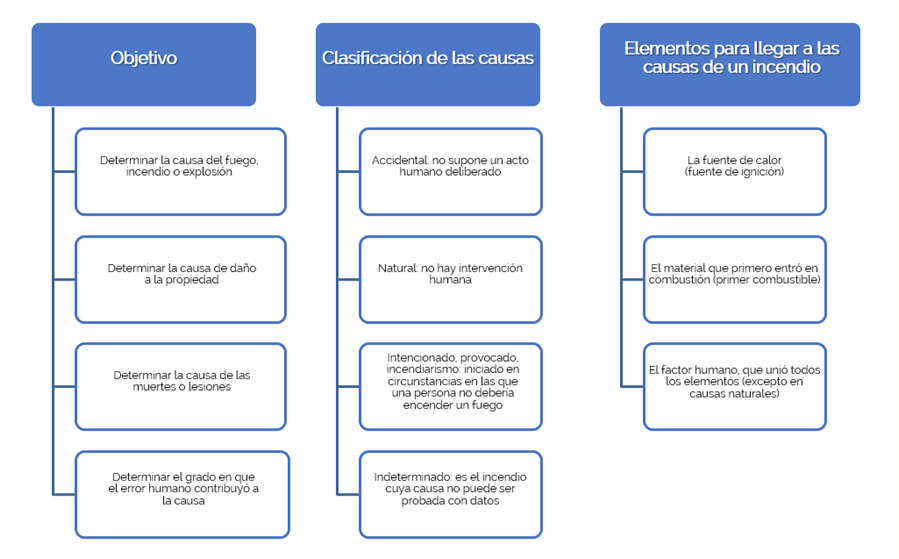 Objetivo
Determinar la causa del fuego,
incendio o explosión
Determinar la causa de daño
a la propiedad
Determinar la causa de las
muertes o lesiones
Determinar el grado en que
el error humano contribuyó a
la causa
Clasificación de las causas
Accidental: no supone un acto
humano deliberado
Natural: no hay intervención
humana
Intencionado, provocado,
incendiarismo: iniciado en
circunstancias en las que
una persona no debería
encender un fuego
Indeterminado: es el incendio
cuya causa no puede ser
probada con datos
Elementos para llegar a las
causas de un incendio
La fuente de calor
(fuente de ignición)
El material que primero entró en
combustión (primer combustible)
El factor humano, que unió todos
los elementos (excepto en
causas naturales)